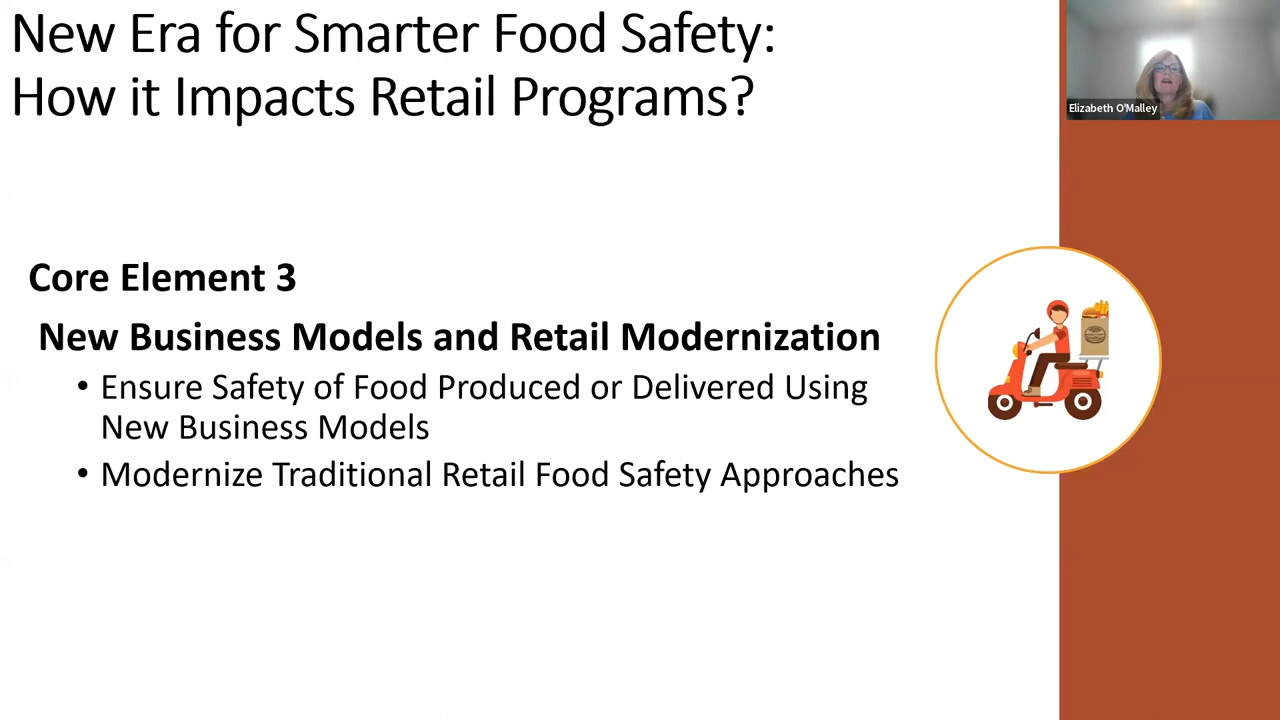 New Era for Smarter Food Safety:
How it Impacts Retail Programs?
Elizabeth O'Malley
Core Element 3
New Business Models and Retail Modernization
• Ensure Safety of Food Produced or Delivered Using
New Business Models
• Modernize Traditional Retail Food Safety Approaches